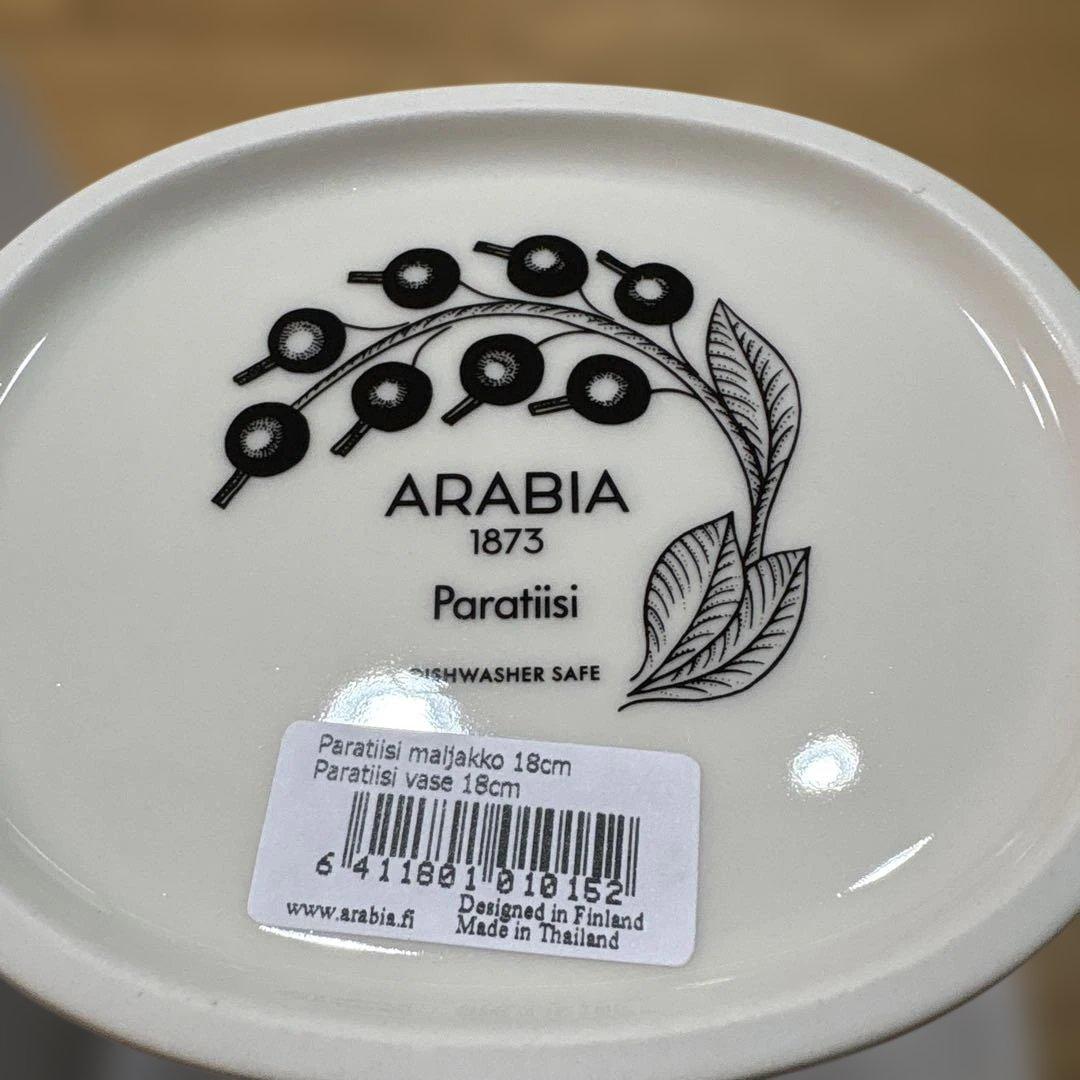 ARABIA
1873
Paratiisi
DISHWASHER SAFE
Paratiisi maljakko 18cm
Paratiisi vase 18cm
6 411801 010152
www.arabia.fi
Designed in Finland
Made in Thailand